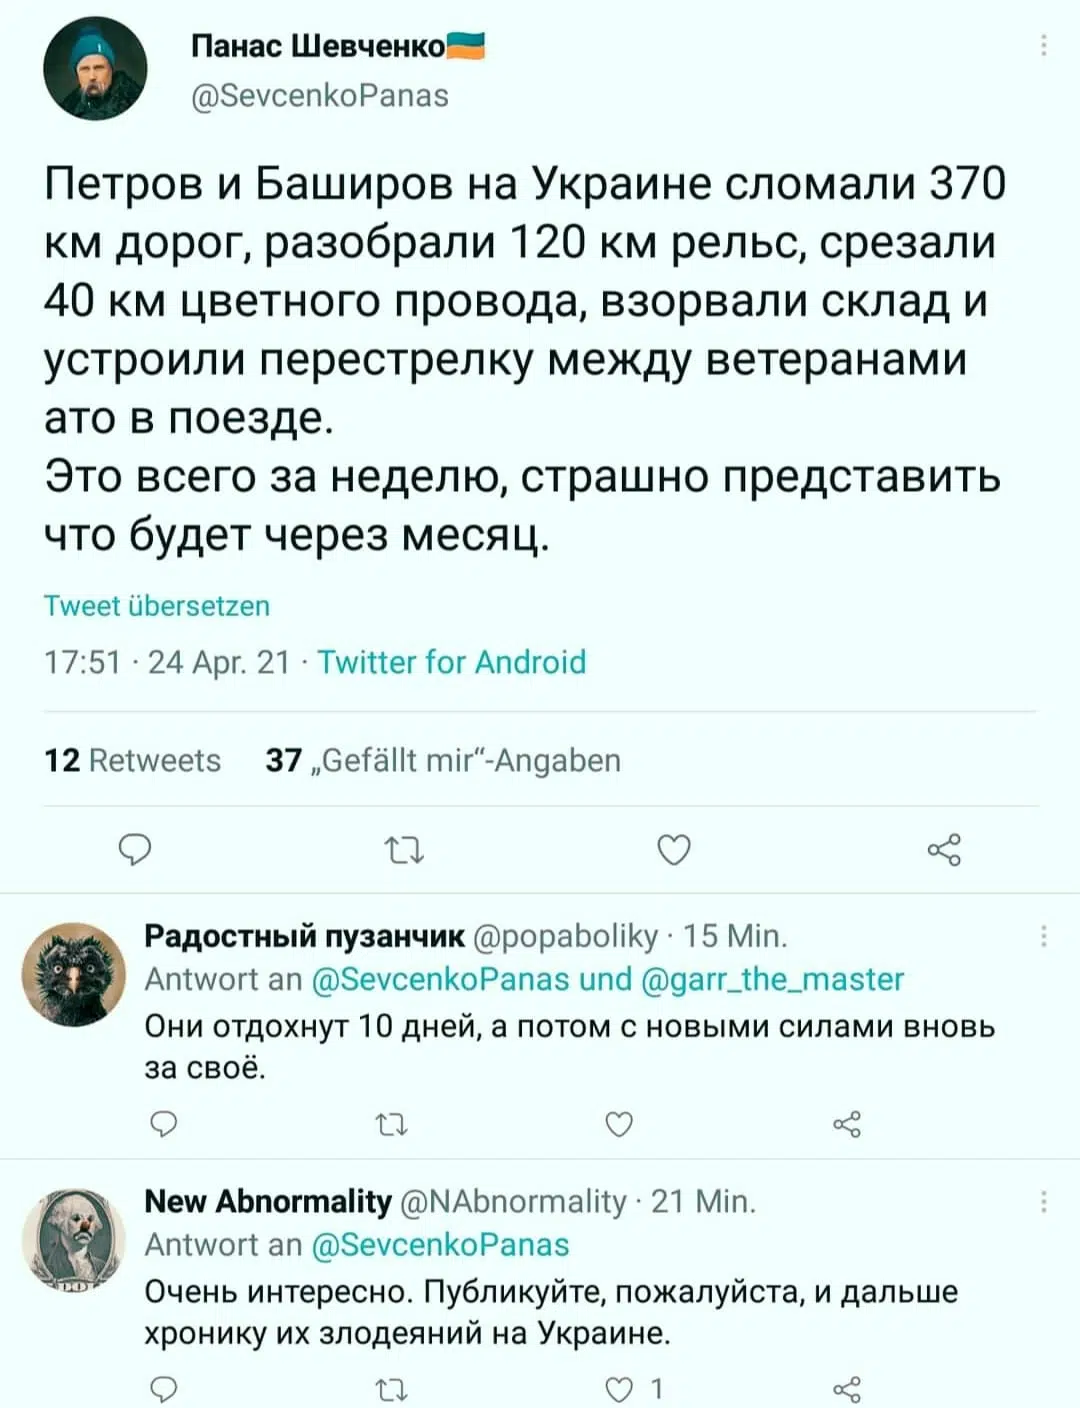 Панас Шевченко
@SevcenkoPanas
Петров и Баширов на Украине сломали 370
км дорог, разобрали 120 км рельс, срезали
40 км цветного провода, взорвали склад и
устроили перестрелку между ветеранами
ато в поезде.
Это всего за неделю, страшно представить
что будет через месяц.
Tweet übersetzen
17:51 · 24 Apr. 21 · Twitter for Android
12 Retweets 37 „Gefällt mir“-Angaben
Радостный пузанчик @popaboliky · 15 Min.
Antwort an @SevcenkoPanas und @garr_the_master
Они отдохнут 10 дней, а потом с новыми силами вновь
за своё.
New Abnormality @NAbnormality · 21 Min.
Antwort an @SevcenkoPanas
Очень интересно. Публикуйте, пожалуйста, и дальше
хронику их злодеяний на Украине.
1